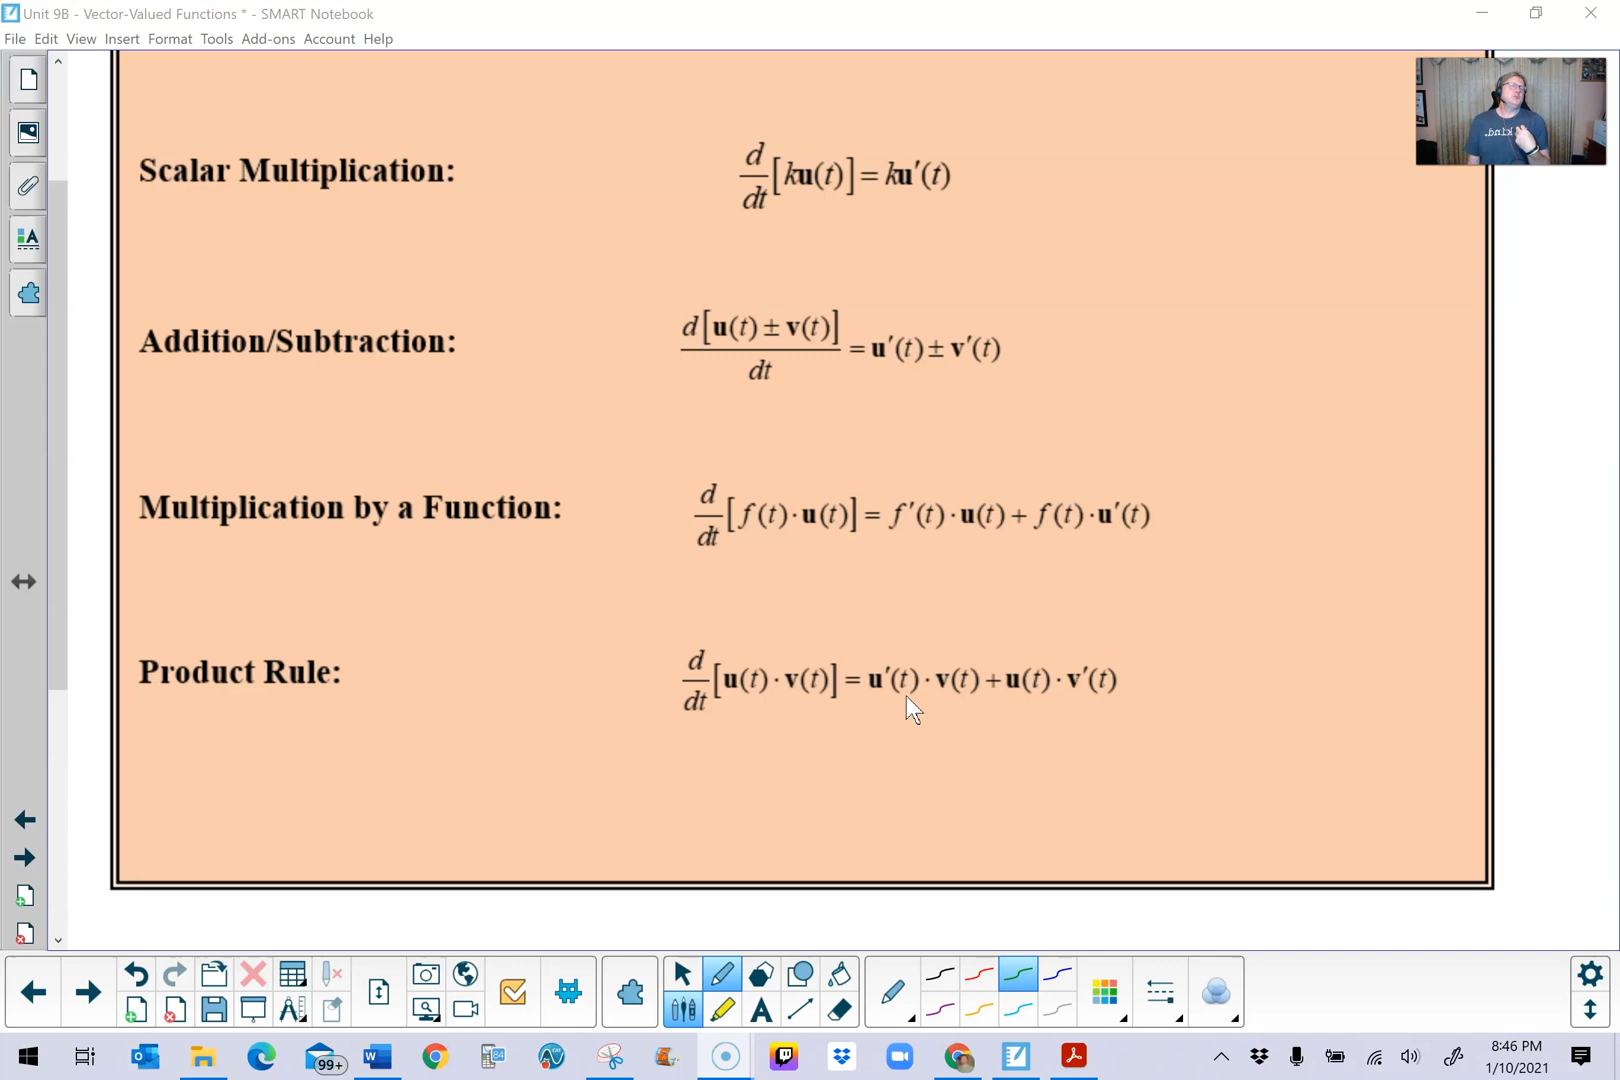 Unit 9B - Vector-Valued Functions * - SMART Notebook
File Edit View Insert Format Tools Add-ons Account Help
Scalar Multiplication: d/dt [ku(t)] = ku′(t)
Addition/Subtraction: d[u(t) ± v(t)]/dt = u′(t) ± v′(t)
Multiplication by a Function: d/dt [f(t)·u(t)] = f′(t)·u(t) + f(t)·u′(t)
Product Rule: d/dt [u(t)·v(t)] = u′(t)·v(t) + u(t)·v′(t)
99+
8:46 PM
1/10/2021